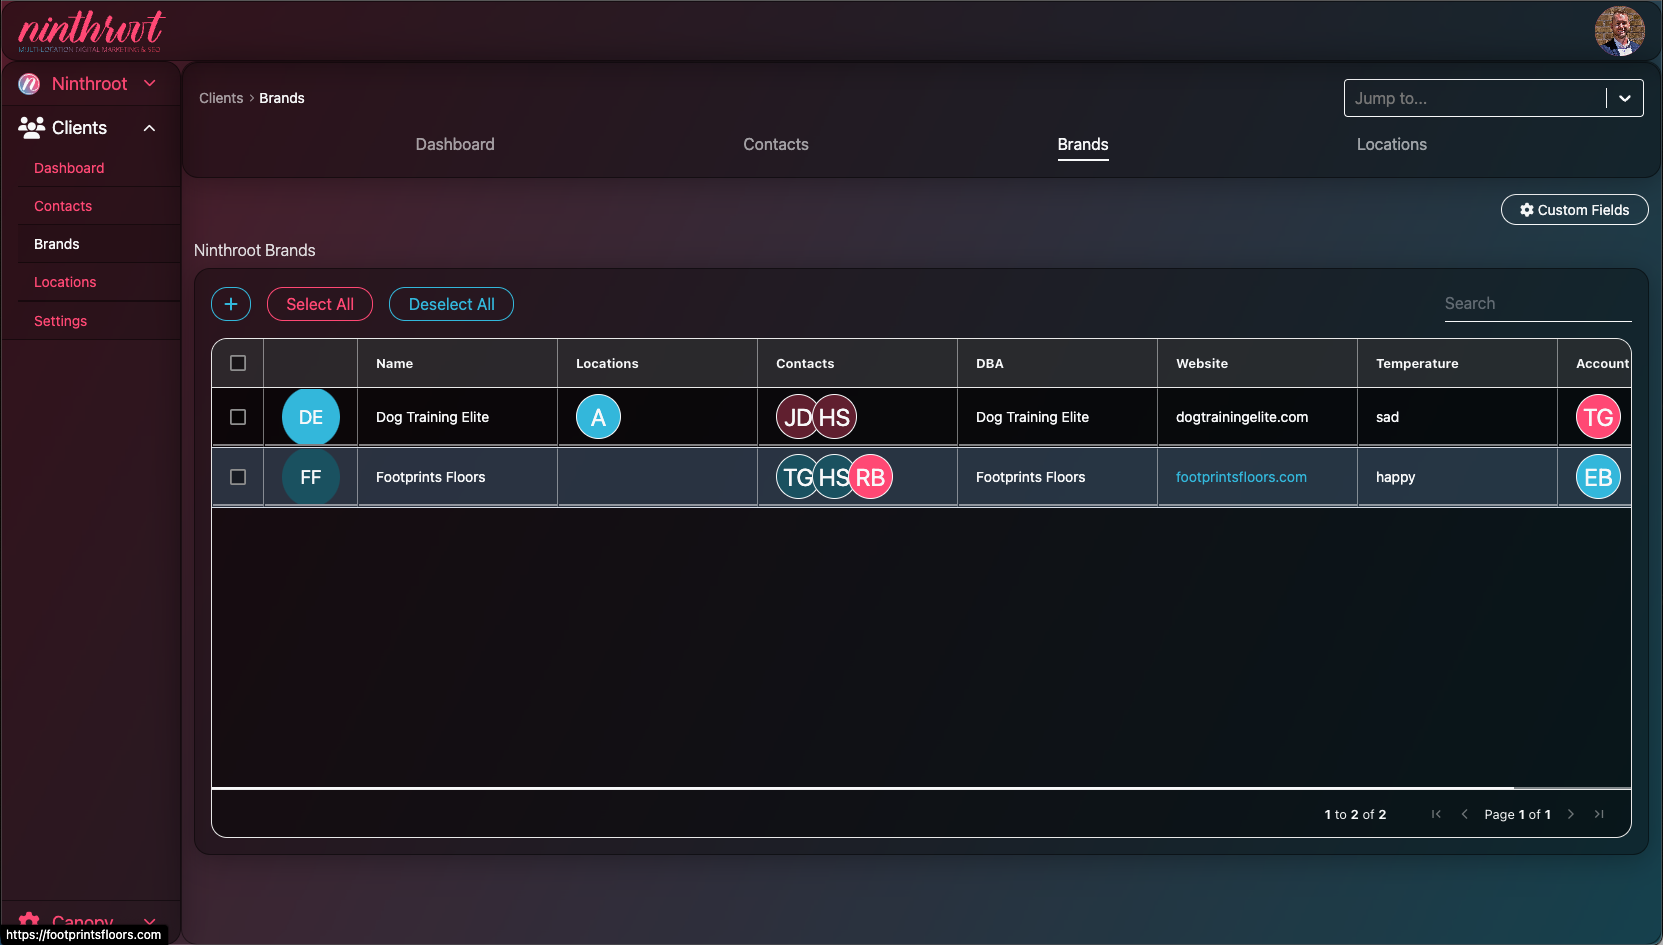 ninthroot
MULTI-LOCATION DIGITAL MARKETING & SEO
Ninthroot
Clients
Dashboard
Contacts
Brands
Locations
Settings
Canopy
https://footprintsfloors.com
Clients › Brands
Jump to...
Dashboard Contacts Brands Locations
Custom Fields
Ninthroot Brands
+ Select All Deselect All Search
Name Locations Contacts DBA Website Temperature Account
DE Dog Training Elite A JD HS Dog Training Elite dogtrainingelite.com sad TG
FF Footprints Floors TG HS RB Footprints Floors footprintsfloors.com happy EB
1 to 2 of 2 Page 1 of 1